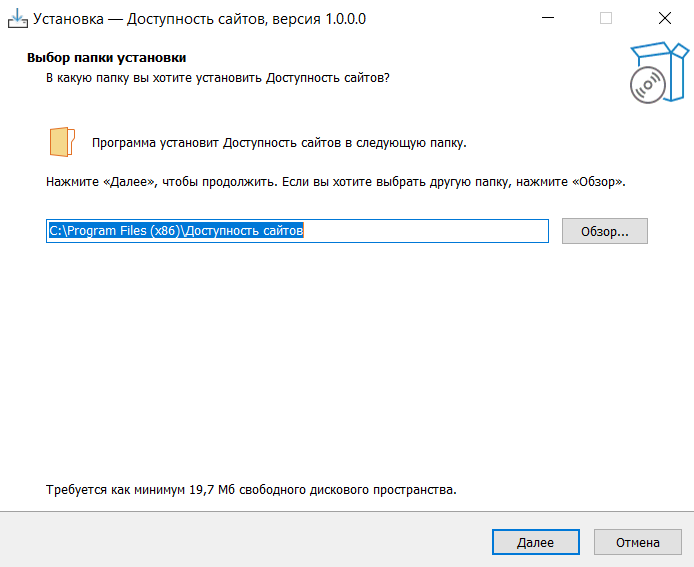 Установка — Доступность сайтов, версия 1.0.0.0
Выбор папки установки
В какую папку вы хотите установить Доступность сайтов?
Программа установит Доступность сайтов в следующую папку.
Нажмите «Далее», чтобы продолжить. Если вы хотите выбрать другую папку, нажмите «Обзор».
C:\Program Files (x86)\Доступность сайтов
Обзор...
Требуется как минимум 19,7 Мб свободного дискового пространства.
Далее
Отмена